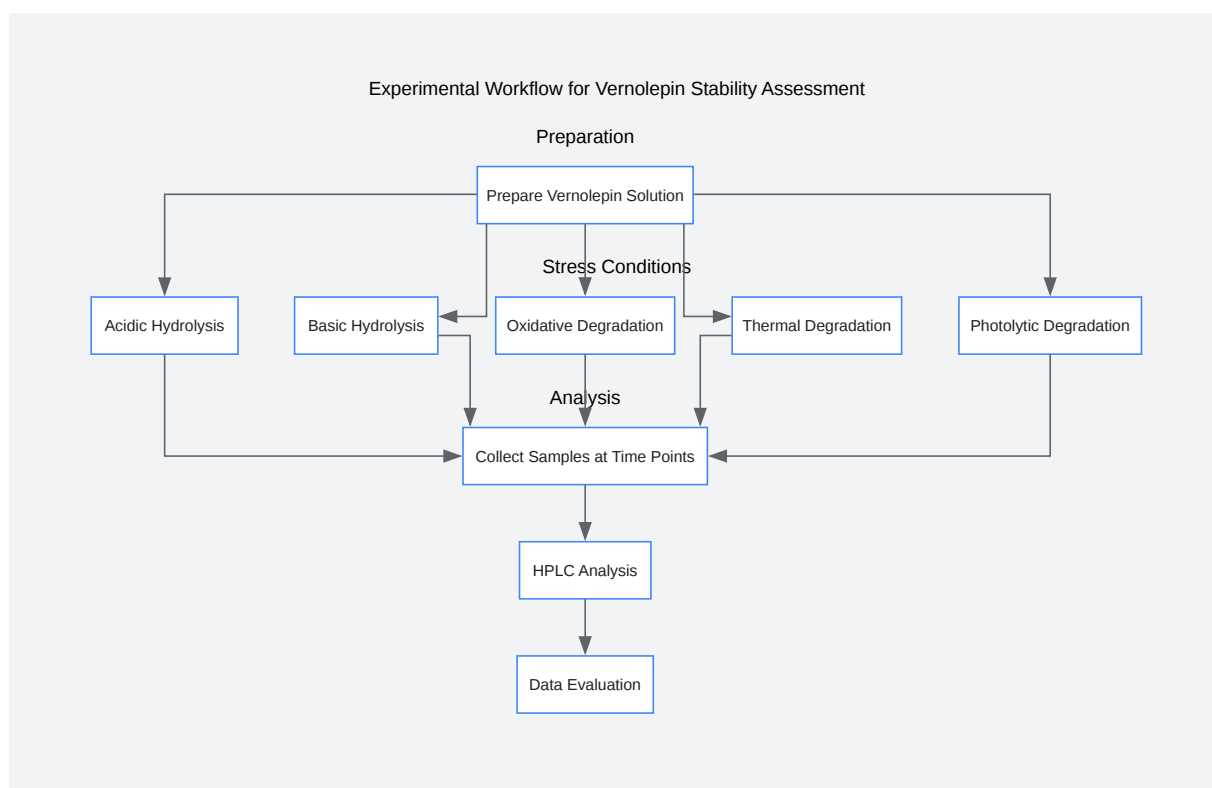 Experimental Workflow for Vernolepin Stability Assessment
Preparation
Prepare Vernolepin Solution
Stress Conditions
Acidic Hydrolysis
Basic Hydrolysis
Oxidative Degradation
Thermal Degradation
Photolytic Degradation
Analysis
Collect Samples at Time Points
HPLC Analysis
Data Evaluation